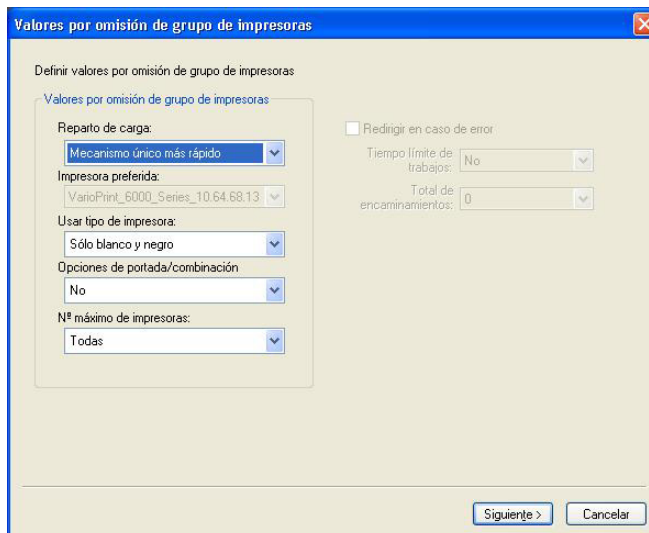 Valores por omisión de grupo de impresoras
Definir valores por omisión de grupo de impresoras
Valores por omisión de grupo de impresoras
Reparto de carga:
Mecanismo único más rápido
Impresora preferida:
VarioPrint_6000_Series_10.64.68.13
Usar tipo de impresora:
Sólo blanco y negro
Opciones de portada/combinación
No
Nª máximo de impresoras:
Todas
Redirigir en caso de error
Tiempo límite de
trabajos:
No
Total de
encaminamientos:
0
Siguiente >
Cancelar